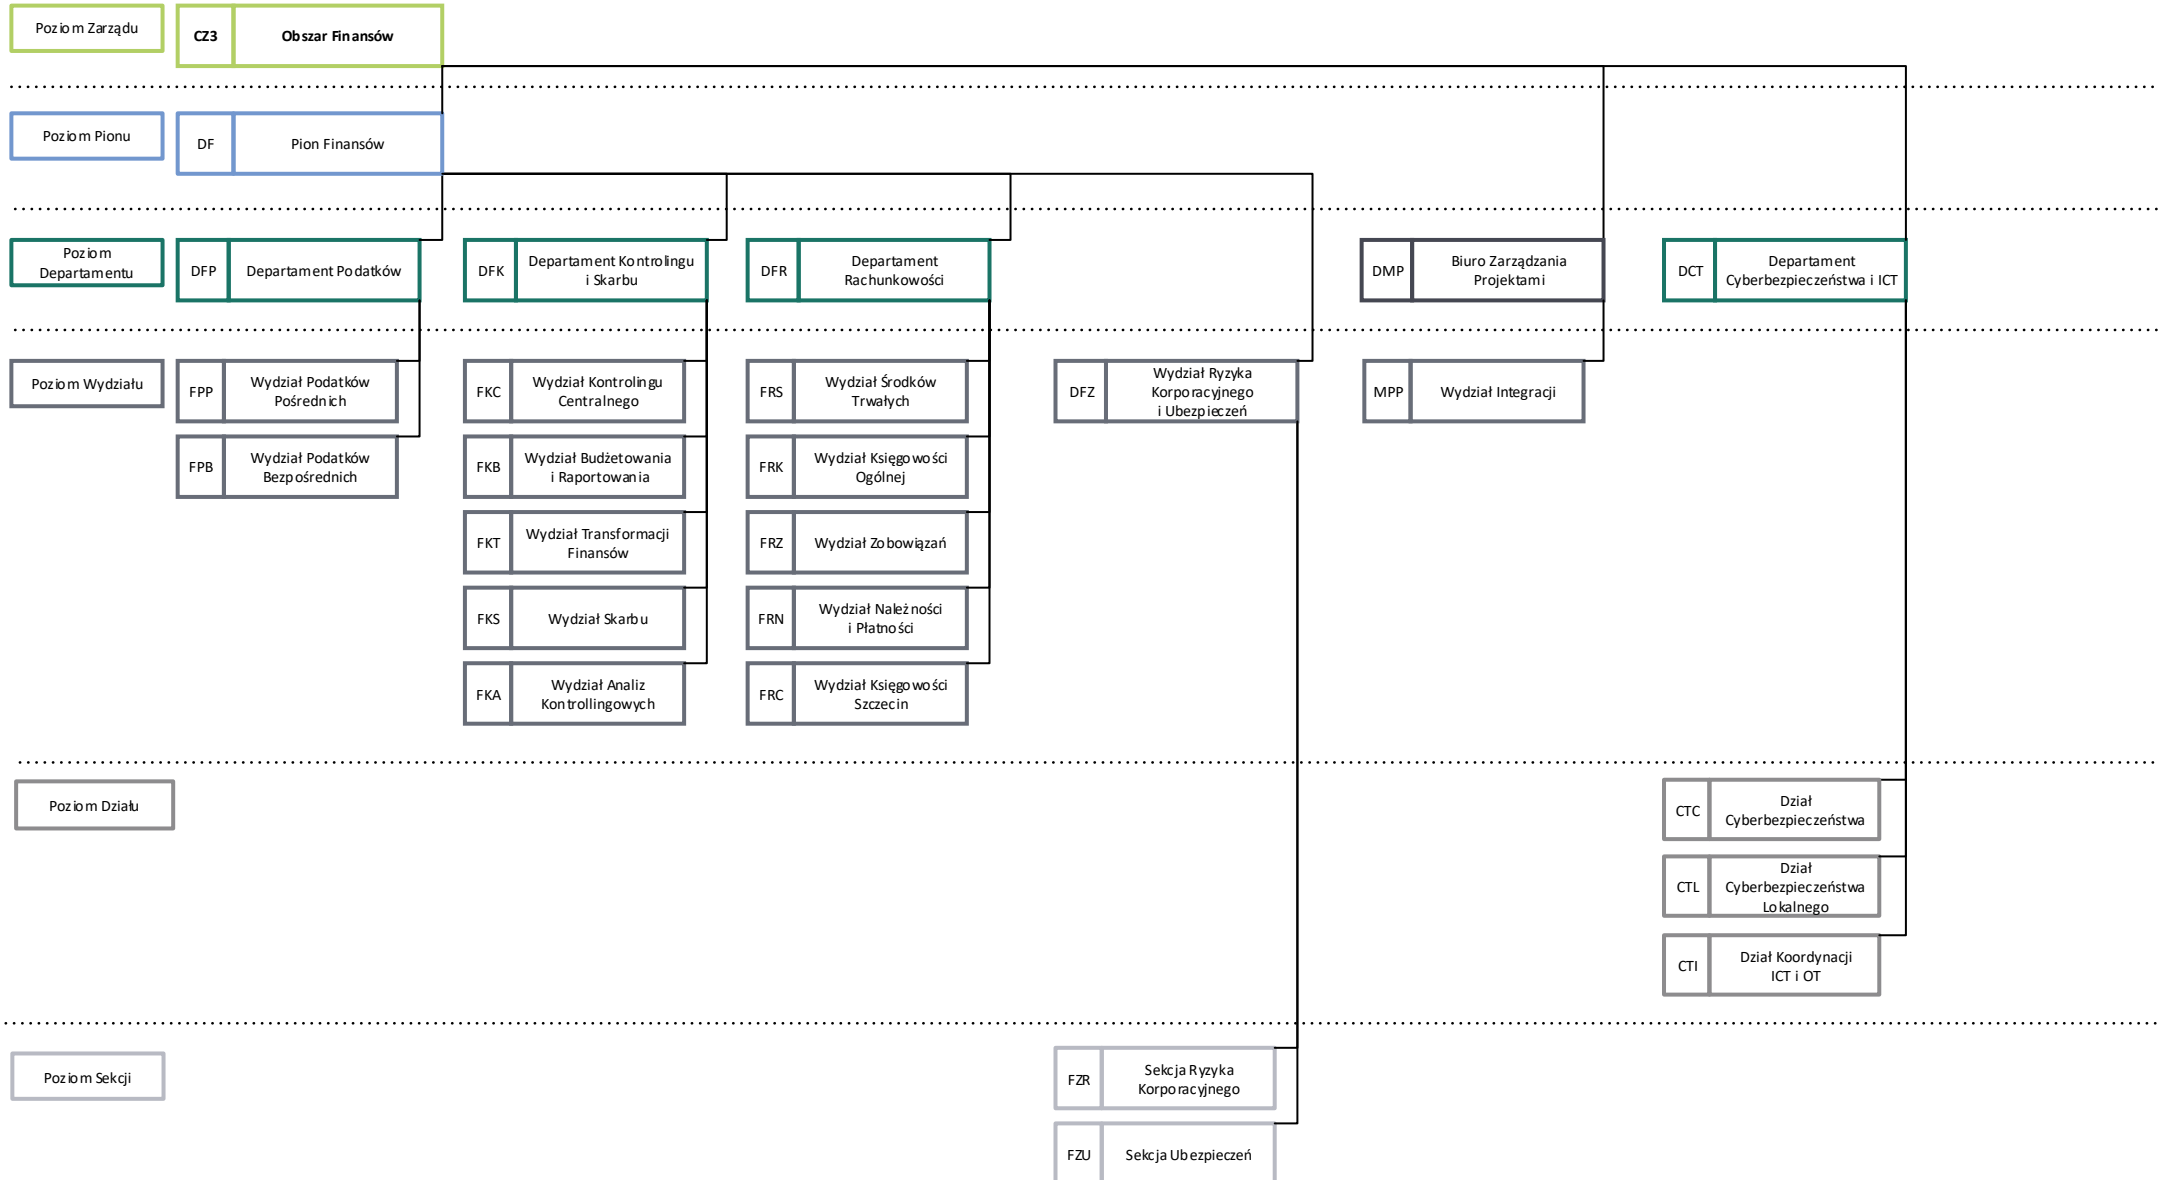 Poziom Zarządu
CZ3
Obszar Finansów
Poziom Pionu
DF
Pion Finansów
Poziom
Departamentu
DFP
Departament Podatków
DFK
Departament Kontrolingu
i Skarbu
DFR
Departament
Rachunkowości
DMP
Biuro Zarządzania
Projektami
DCT
Departament
Cyberbezpieczeństwa i ICT
Poziom Wydziału
FPP
Wydział Podatków
Pośrednich
FKC
Wydział Kontrolingu
Centralnego
FRS
Wydział Środków
Trwałych
DFZ
Wydział Ryzyka
Korporacyjnego
i Ubezpieczeń
MPP
Wydział Integracji
FPB
Wydział Podatków
Bezpośrednich
FKB
Wydział Budżetowania
i Raportowania
FRK
Wydział Księgowości
Ogólnej
FKT
Wydział Transformacji
Finansów
FRZ
Wydział Zobowiązań
FKS
Wydział Skarbu
FRN
Wydział Należności
i Płatności
FKA
Wydział Analiz
Kontrollingowych
FRC
Wydział Księgowości
Szczecin
Poziom Działu
CTC
Dział
Cyberbezpieczeństwa
CTL
Dział
Cyberbezpieczeństwa
Lokalnego
CTI
Dział Koordynacji
ICT i OT
Poziom Sekcji
FZR
Sekcja Ryzyka
Korporacyjnego
FZU
Sekcja Ubezpieczeń